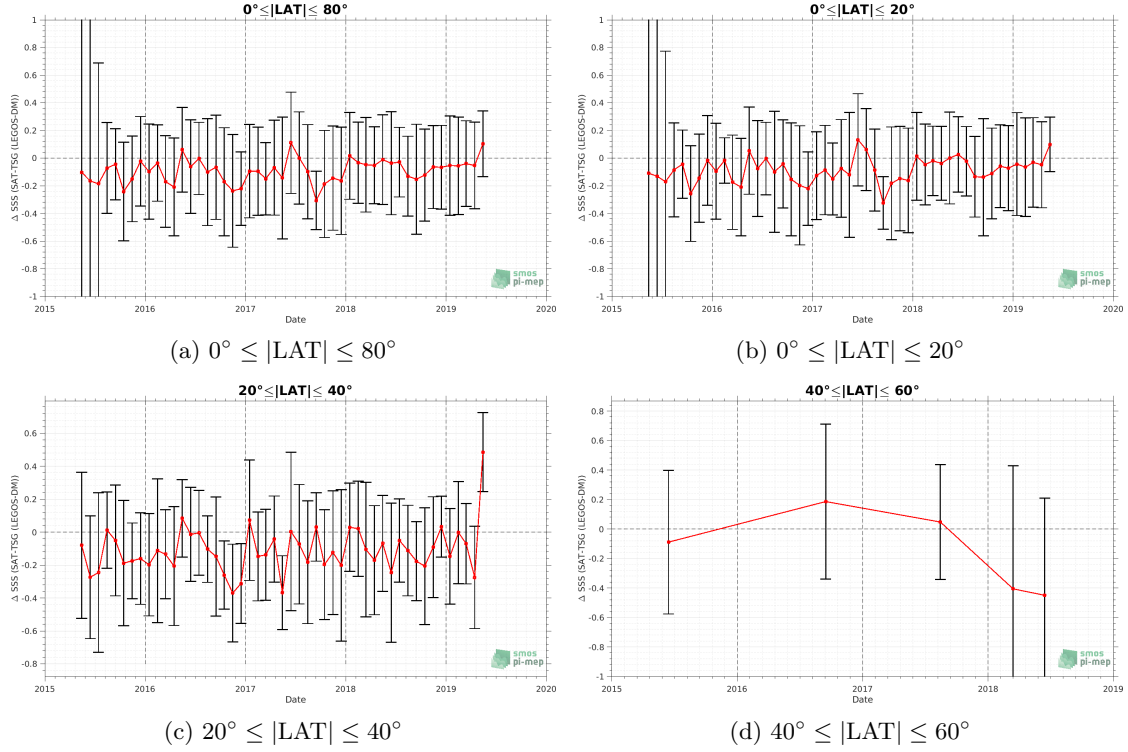 0°≤|LAT|≤ 80°
Δ SSS (SAT-TSG (LEGOS-DM))
1
0.8
0.6
0.4
0.2
0
-0.2
-0.4
-0.6
-0.8
-1
2015 2016 2017 2018 2019 2020
Date
smos
pi-mep
(a) 0° ≤ |LAT| ≤ 80°
0°≤|LAT|≤ 20°
Δ SSS (SAT-TSG (LEGOS-DM))
1
0.8
0.6
0.4
0.2
0
-0.2
-0.4
-0.6
-0.8
-1
2015 2016 2017 2018 2019 2020
Date
smos
pi-mep
(b) 0° ≤ |LAT| ≤ 20°
20°≤|LAT|≤ 40°
Δ SSS (SAT-TSG (LEGOS-DM))
0.6
0.4
0.2
0
-0.2
-0.4
-0.6
-0.8
2015 2016 2017 2018 2019 2020
Date
smos
pi-mep
(c) 20° ≤ |LAT| ≤ 40°
40°≤|LAT|≤ 60°
Δ SSS (SAT-TSG (LEGOS-DM))
0.8
0.6
0.4
0.2
0
-0.2
-0.4
-0.6
-0.8
-1
2015 2016 2017 2018 2019
Date
smos
pi-mep
(d) 40° ≤ |LAT| ≤ 60°